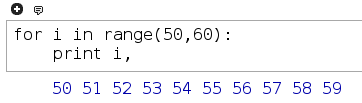 for i in range(50,60):
    print i,
50 51 52 53 54 55 56 57 58 59